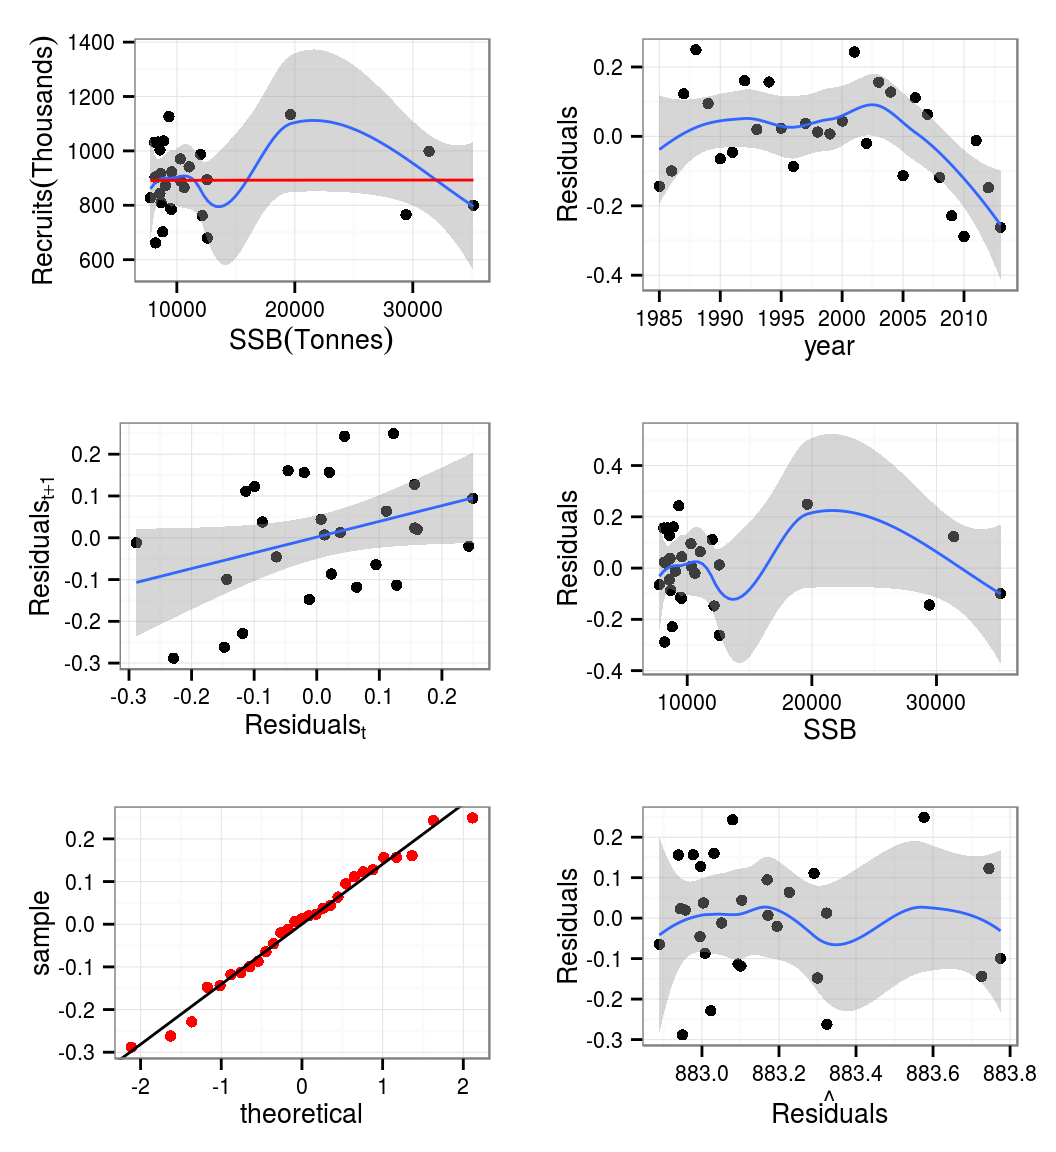 1400
1200
1000
800
600
Recruits(Thousands)
10000 20000 30000
SSB(Tonnes)
0.2
0.0
-0.2
-0.4
Residuals
1985 1990 1995 2000 2005 2010
year
0.2
0.1
0.0
-0.1
-0.2
-0.3
Residualst+1
-0.3 -0.2 -0.1 -0.0 0.0 0.1 0.2
Residualst
0.4
0.2
0.0
-0.2
-0.4
Residuals
10000 20000 30000
SSB
0.2
0.1
0.0
-0.1
-0.2
-0.3
sample
-2 -1 0 1 2
theoretical
0.2
0.1
0.0
-0.1
-0.2
-0.3
Residuals
883.0 883.2 883.4 883.6 883.8
^
Residuals